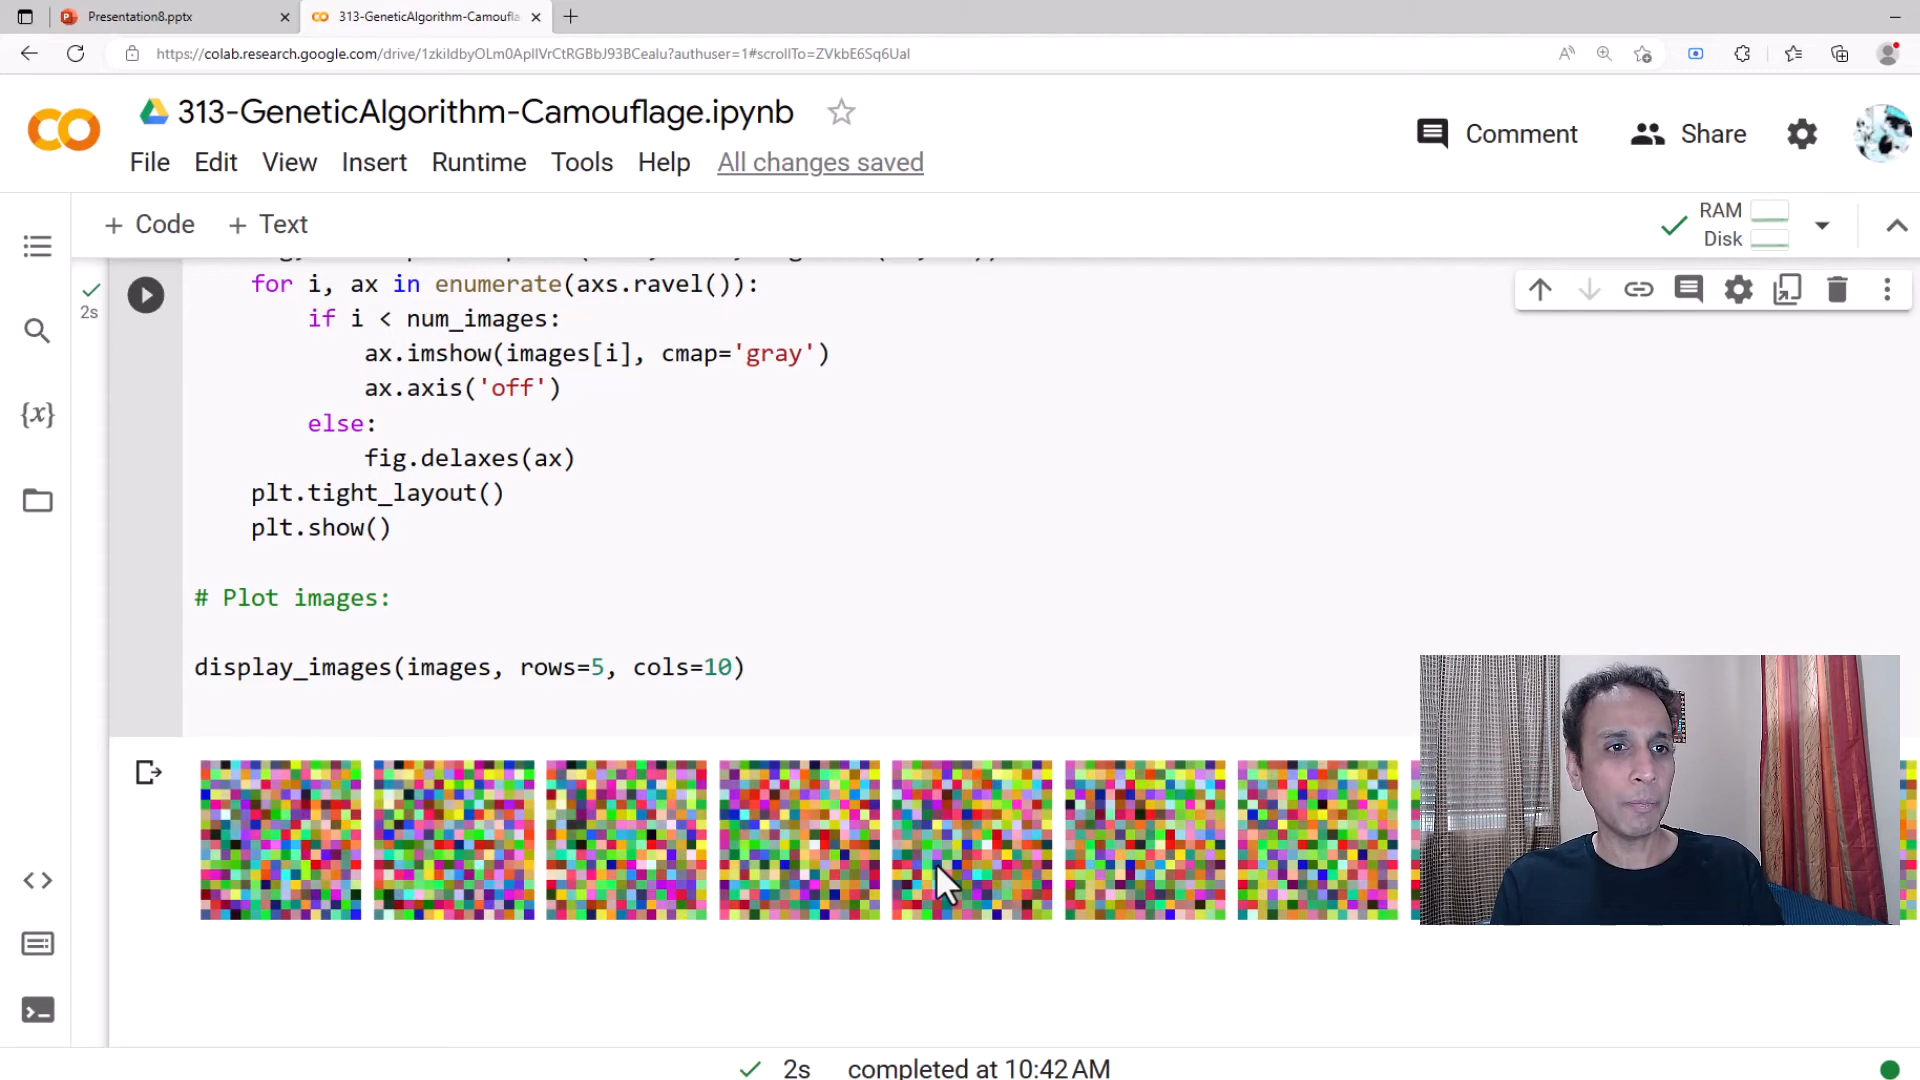 Presentation8.pptx
313-GeneticAlgorithm-Camoufla
https://colab.research.google.com/drive/1zkiIdbyOLm0ApIlVrCtRGBbJ93BCealu?authuser=1#scrollTo=ZVkbE6Sq6UaI
313-GeneticAlgorithm-Camouflage.ipynb
Comment
Share
File Edit View Insert Runtime Tools Help All changes saved
+ Code + Text
RAM
Disk
2s
for i, ax in enumerate(axs.ravel()):
if i < num_images:
ax.imshow(images[i], cmap='gray')
ax.axis('off')
else:
fig.delaxes(ax)
plt.tight_layout()
plt.show()
# Plot images:
display_images(images, rows=5, cols=10)
2s completed at 10:42 AM